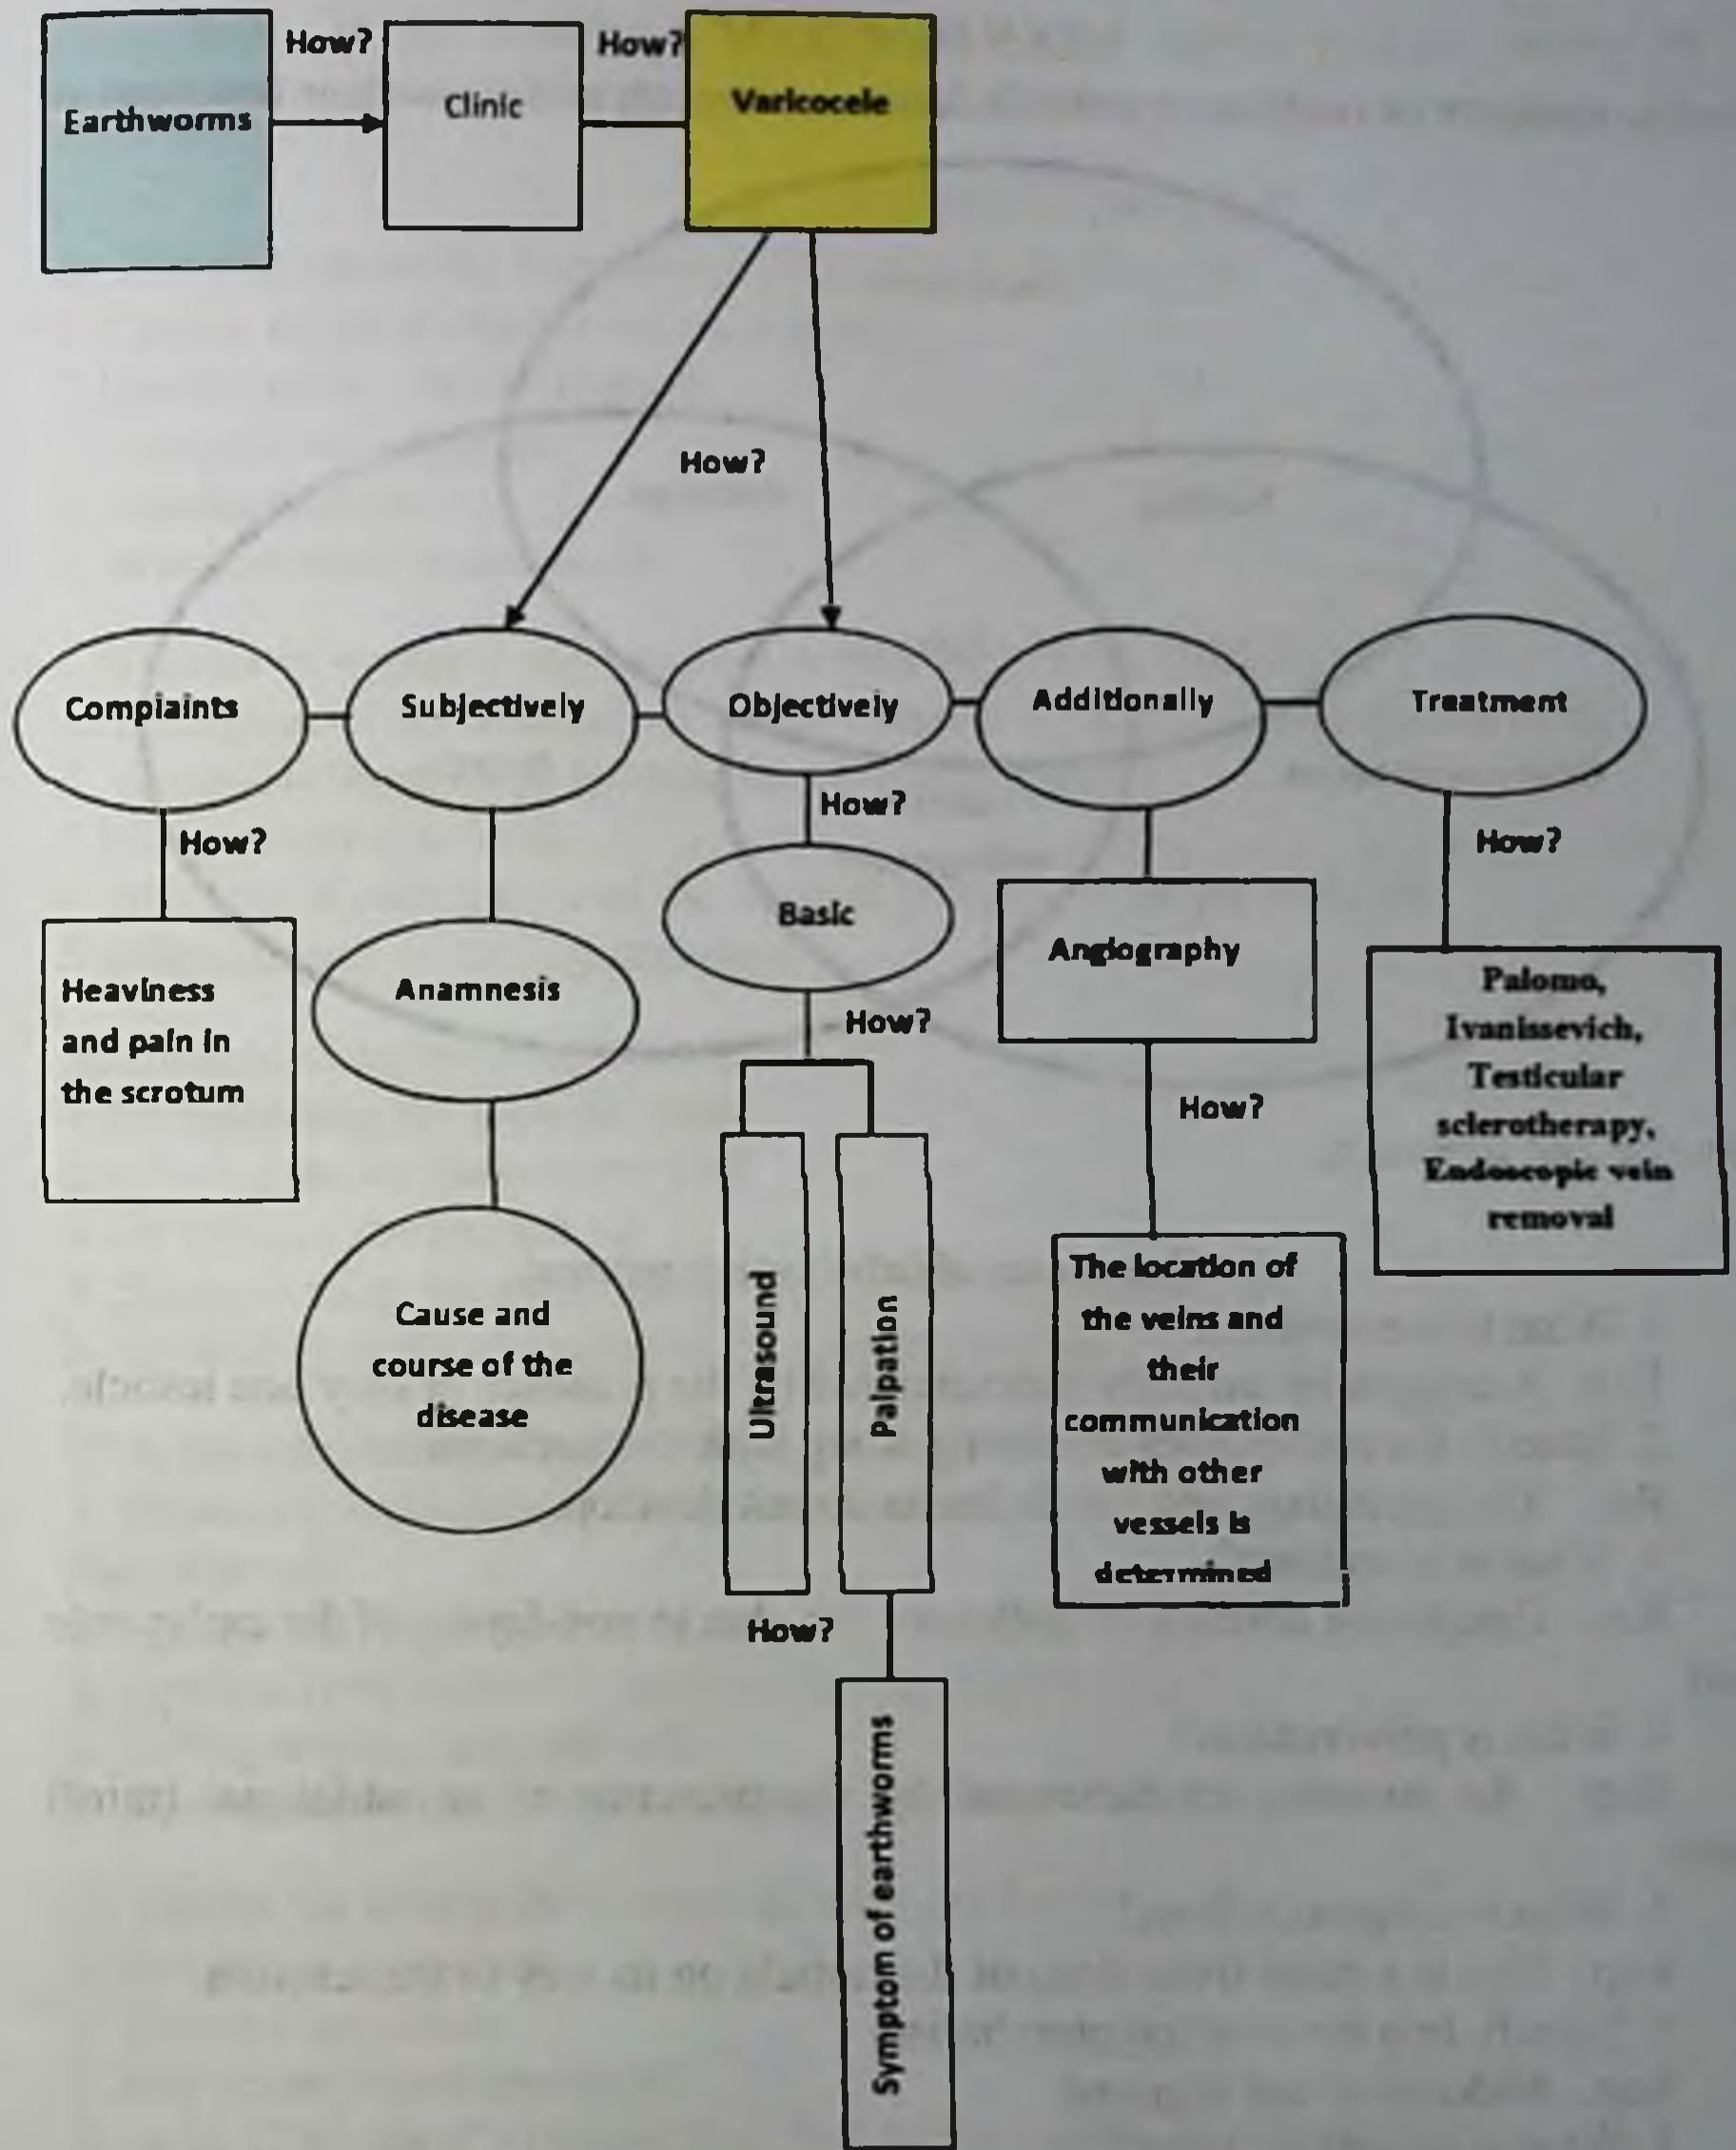 Earthworms
How?
Clinic
How?
Varicocele
How?
Complaints
Subjectively
Objectively
Additionally
Treatment
How?
Heaviness
and pain in
the scrotum
Anamnesis
Cause and
course of the
disease
How?
Basic
How?
Ultrasound
Palpation
How?
Symptom of earthworms
Angiography
How?
The location of
the veins and
their
communication
with other
vessels is
determined
How?
Palomo,
Ivanissevich,
Testicular
sclerotherapy,
Endoscopic vein
removal